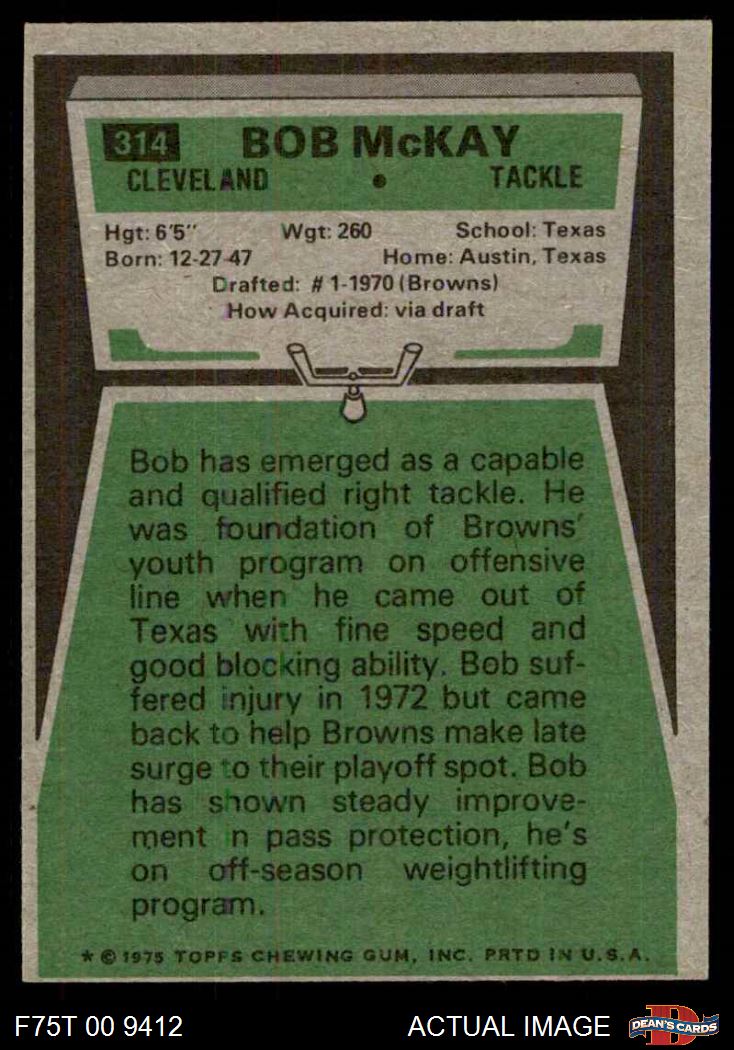 314 BOB McKAY
CLEVELAND • TACKLE
Hgt: 6'5" Wgt: 260 School: Texas
Born: 12-27-47 Home: Austin, Texas
Drafted: #1-1970 (Browns)
How Acquired: via draft
Bob has emerged as a capable
and qualified right tackle. He
was foundation of Browns'
youth program on offensive
line when he came out of
Texas with fine speed and
good blocking ability. Bob suf-
fered injury in 1972 but came
back to help Browns make late
surge to their playoff spot. Bob
has shown steady improve-
ment in pass protection, he's
on off-season weightlifting
program.
* © 1975 TOPPS CHEWING GUM, INC. PRTD IN U.S.A.
F75T 00 9412 ACTUAL IMAGE DEAN'S CARDS